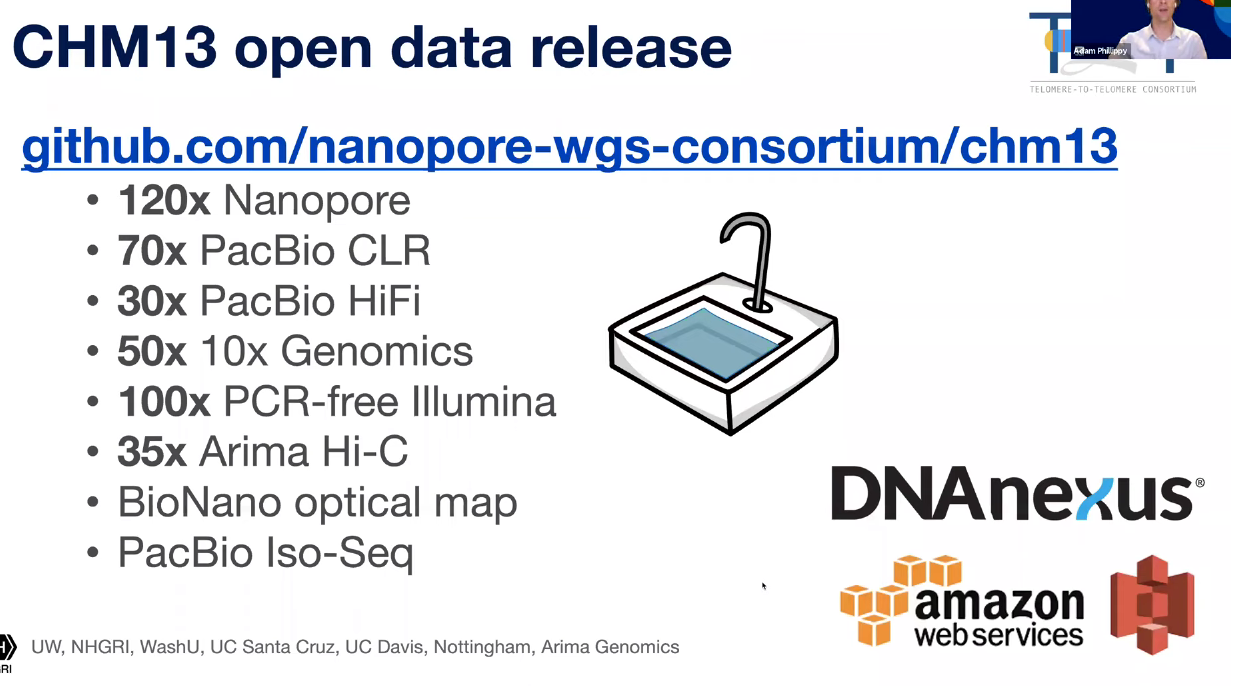 CHM13 open data release
Adam Phillippy
TELOMERE-TO-TELOMERE CONSORTIUM
github.com/nanopore-wgs-consortium/chm13
• 120x Nanopore
• 70x PacBio CLR
• 30x PacBio HiFi
• 50x 10x Genomics
• 100x PCR-free Illumina
• 35x Arima Hi-C
• BioNano optical map
• PacBio Iso-Seq
DNAnexus®
amazon
web services
UW, NHGRI, WashU, UC Santa Cruz, UC Davis, Nottingham, Arima Genomics